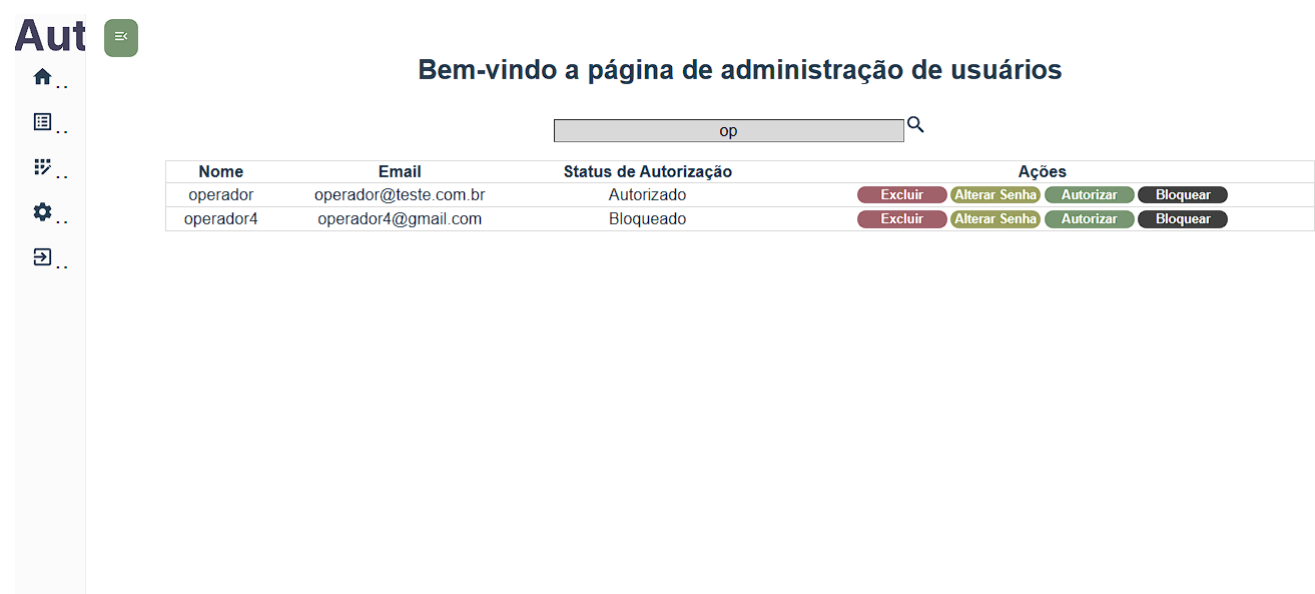 Aut
Bem-vindo a página de administração de usuários
op
Nome Email Status de Autorização Ações
operador operador@teste.com.br Autorizado Excluir Alterar Senha Autorizar Bloquear
operador4 operador4@gmail.com Bloqueado Excluir Alterar Senha Autorizar Bloquear
..
..
..
..
..